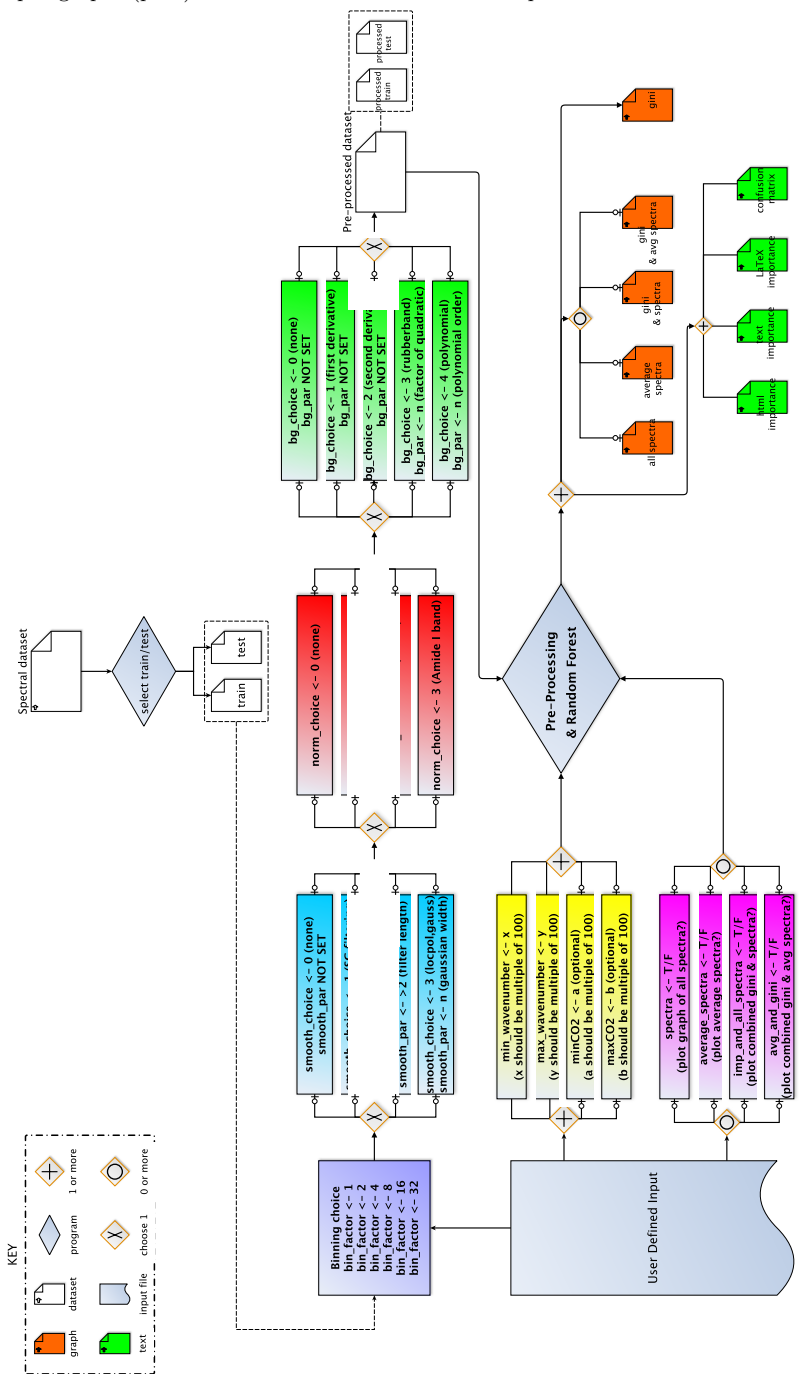 KEY
graph
dataset
program
1 or more
text
input file
choose 1
0 or more
Spectral dataset
select train/test
train
test
Binning choice
bin_factor <- 1
bin_factor <- 2
bin_factor <- 4
bin_factor <- 8
bin_factor <- 16
bin_factor <- 32
smooth_choice <- 0 (none)
smooth_par NOT SET
smooth_par <- >2 (filter length)
smooth_choice <- 3 (locpol,gauss)
smooth_par <- n (gaussian width)
norm_choice <- 0 (none)
norm_choice <- 3 (Amide I band)
bg_choice <- 0 (none)
bg_par NOT SET
bg_choice <- 1 (first derivative)
bg_par NOT SET
bg_choice <- 2 (second deriva
bg_par NOT SET
bg_choice <- 3 (rubberband)
bg_par <- n (factor of quadratic)
bg_choice <- 4 (polynomial)
bg_par <- n (polynomial order)
Pre-processed dataset
processed
train
processed
test
User Defined Input
min_wavenumber <- x
(x should be multiple of 100)
max_wavenumber <- y
(y should be multiple of 100)
minCO2 <- a (optional)
(a should be multiple of 100)
maxCO2 <- b (optional)
(b should be multiple of 100)
spectra <- T/F
(plot graph of all spectra?)
average_spectra <- T/F
(plot average spectra?)
imp_and_all_spectra <- T/F
(plot combined gini & spectra?)
avg_and_gini <- T/F
(plot combined gini & avg spectra?)
Pre-Processing
& Random Forest
all spectra
average
spectra
gini
& spectra
gini
& avg spectra
gini
html
importance
text
importance
LaTeX
importance
confusion
matrix